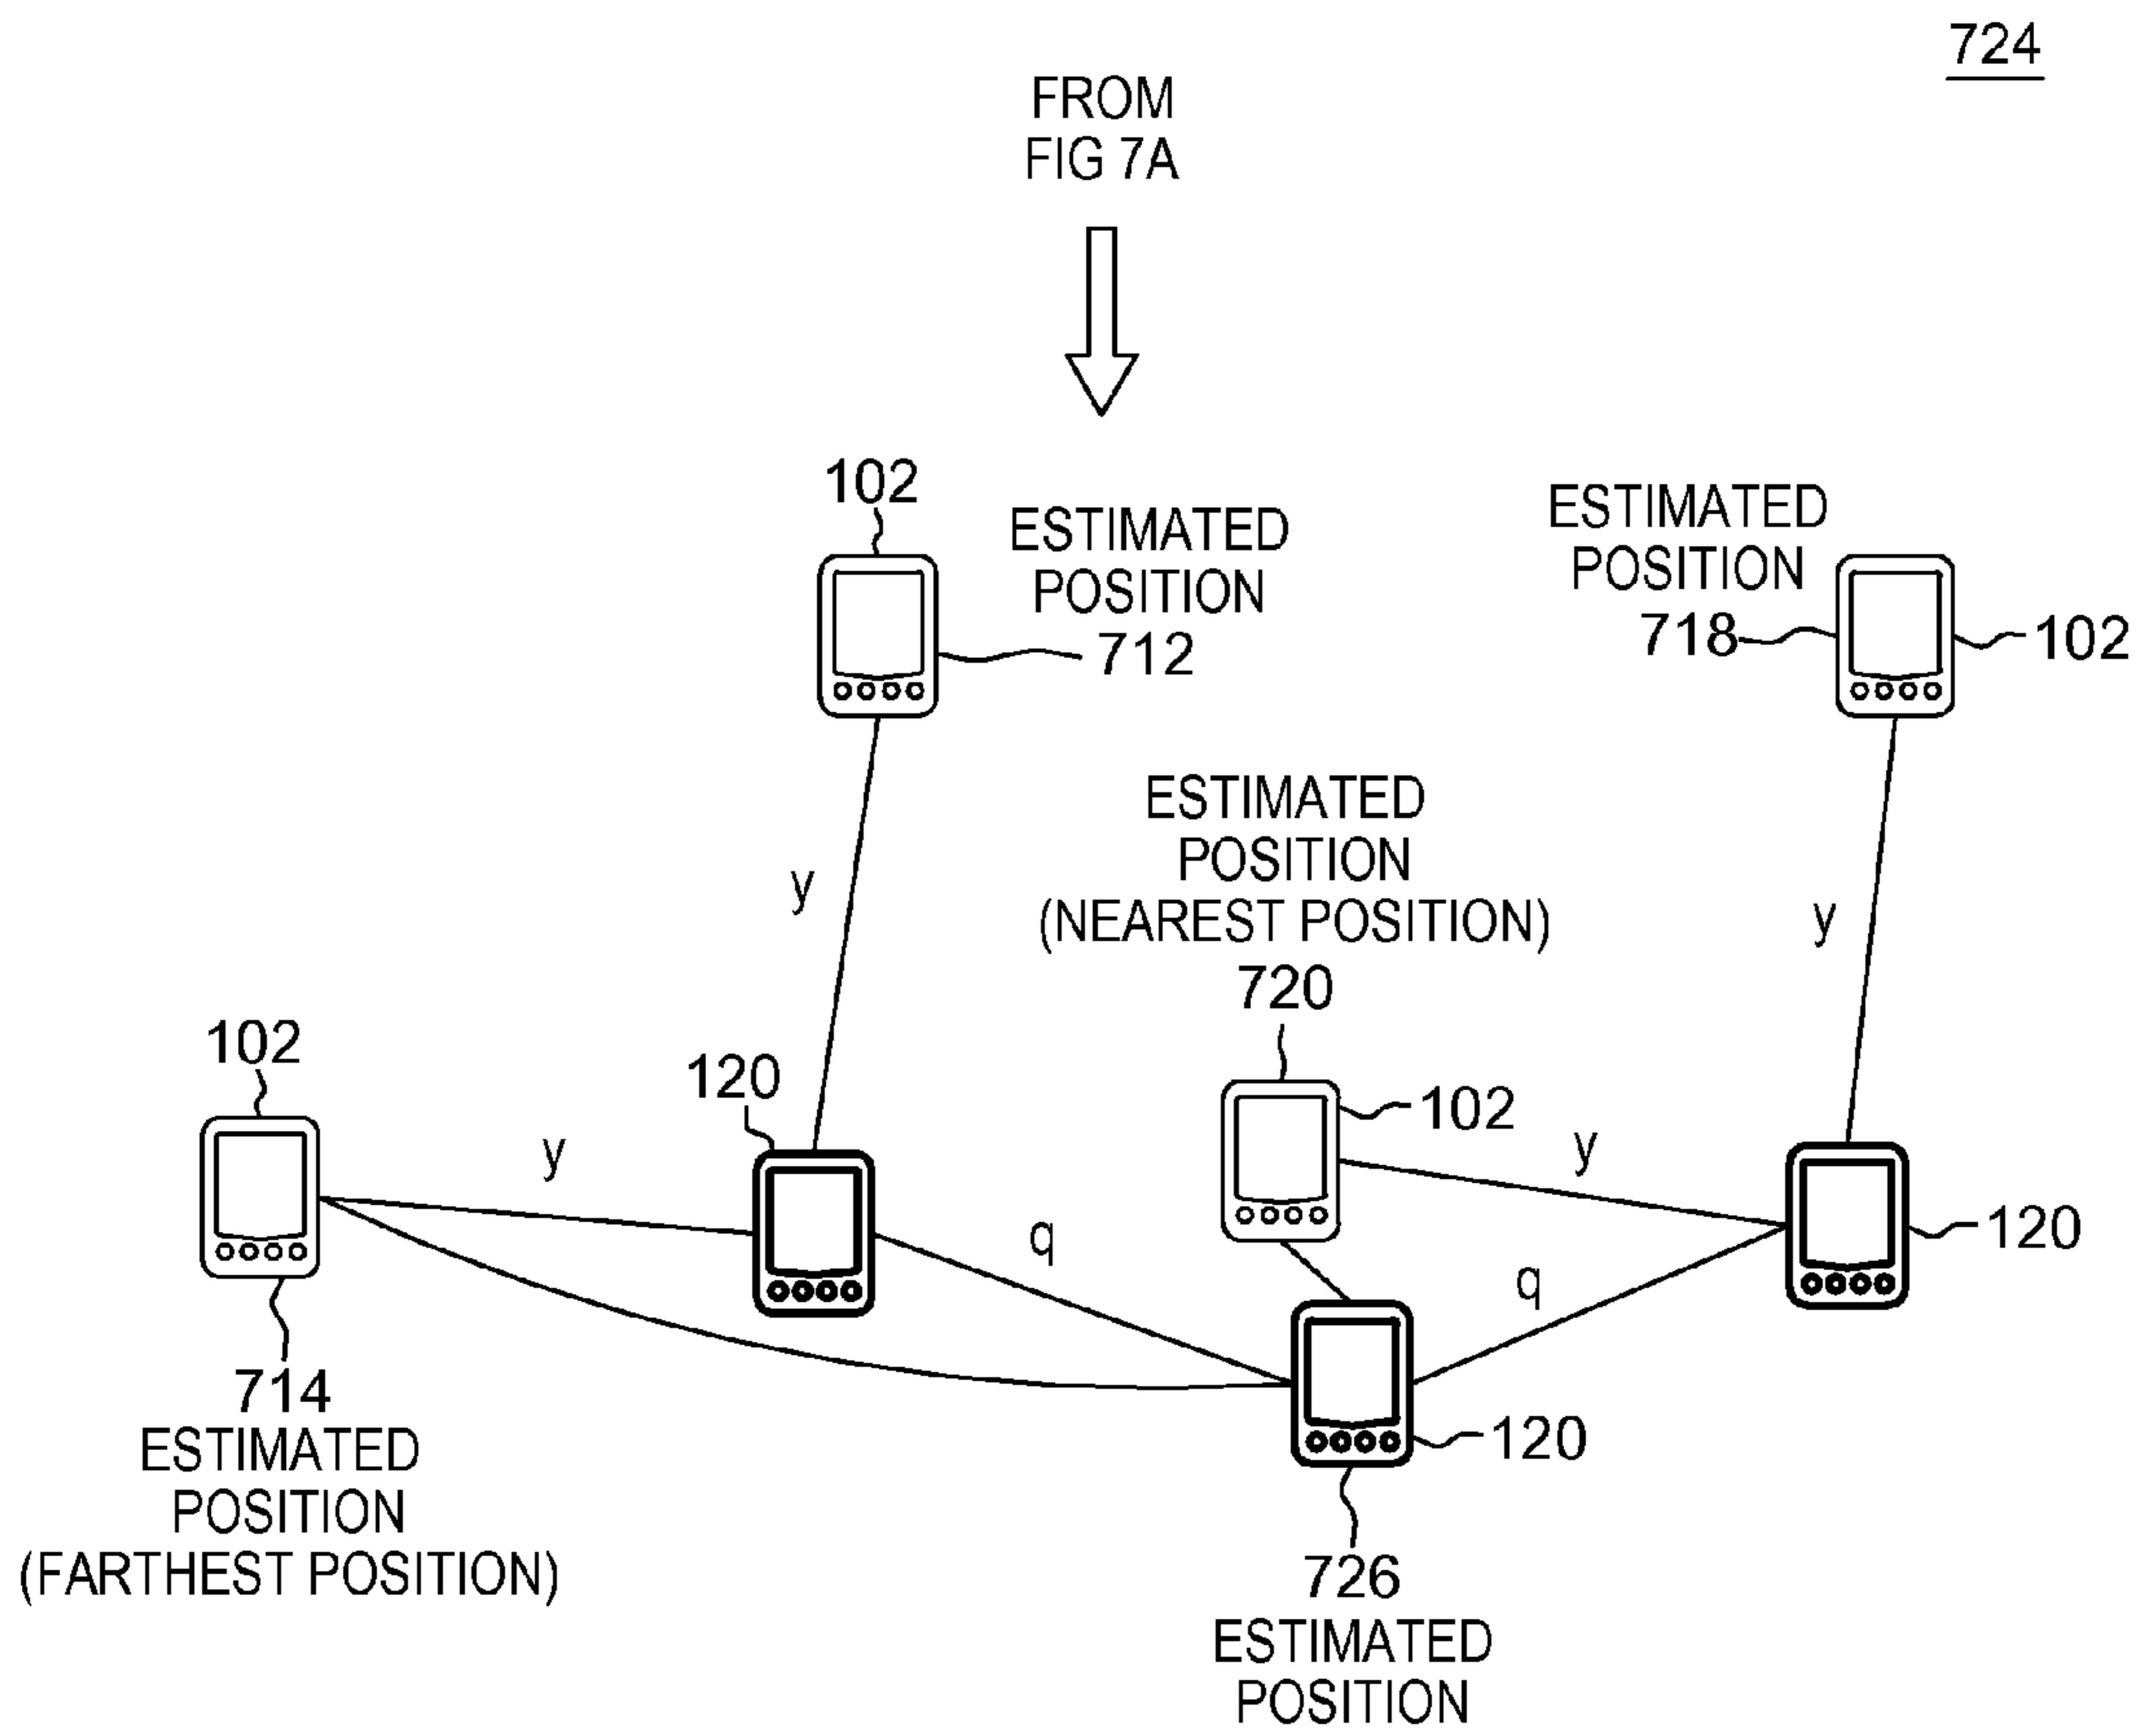 724
FROM
FIG 7A
102
ESTIMATED
POSITION
712
ESTIMATED
POSITION
718
102
y
ESTIMATED
POSITION
(NEAREST POSITION)
720
y
102
120
102
y
y
q
q
120
714
ESTIMATED
POSITION
(FARTHEST POSITION)
120
726
ESTIMATED
POSITION